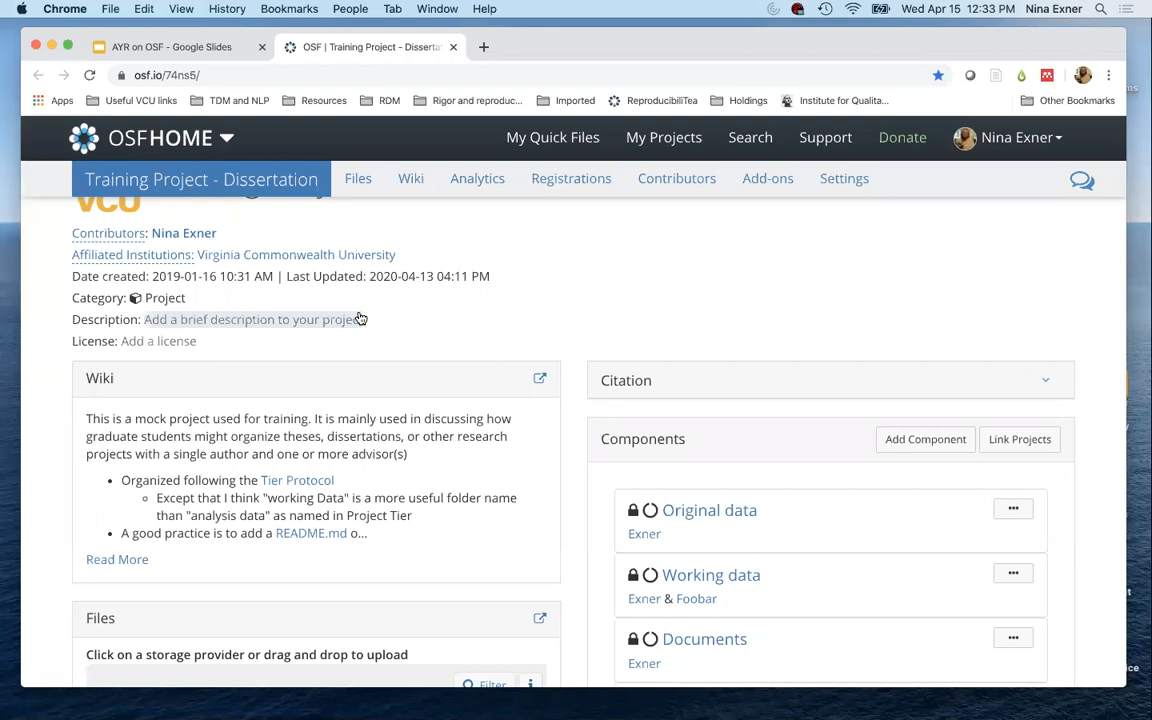 Chrome File Edit View History Bookmarks People Tab Window Help Wed Apr 15 12:33 PM Nina Exner
AYR on OSF - Google Slides OSF | Training Project - Disserta
osf.io/74ns5/
Apps Useful VCU links TDM and NLP Resources RDM Rigor and reproduc... Imported ReproducibiliTea Holdings Institute for Qualita... Other Bookmarks
OSFHOME My Quick Files My Projects Search Support Donate Nina Exner
Training Project - Dissertation Files Wiki Analytics Registrations Contributors Add-ons Settings
VCU
Contributors: Nina Exner
Affiliated Institutions: Virginia Commonwealth University
Date created: 2019-01-16 10:31 AM | Last Updated: 2020-04-13 04:11 PM
Category: Project
Description: Add a brief description to your project
License: Add a license
Wiki
This is a mock project used for training. It is mainly used in discussing how
graduate students might organize theses, dissertations, or other research
projects with a single author and one or more advisor(s)
• Organized following the Tier Protocol
Except that I think "working Data" is a more useful folder name
than "analysis data" as named in Project Tier
• A good practice is to add a README.md o...
Read More
Files
Click on a storage provider or drag and drop to upload
Filter i
Citation
Components Add Component Link Projects
Original data
Exner
Working data
Exner & Foobar
Documents
Exner